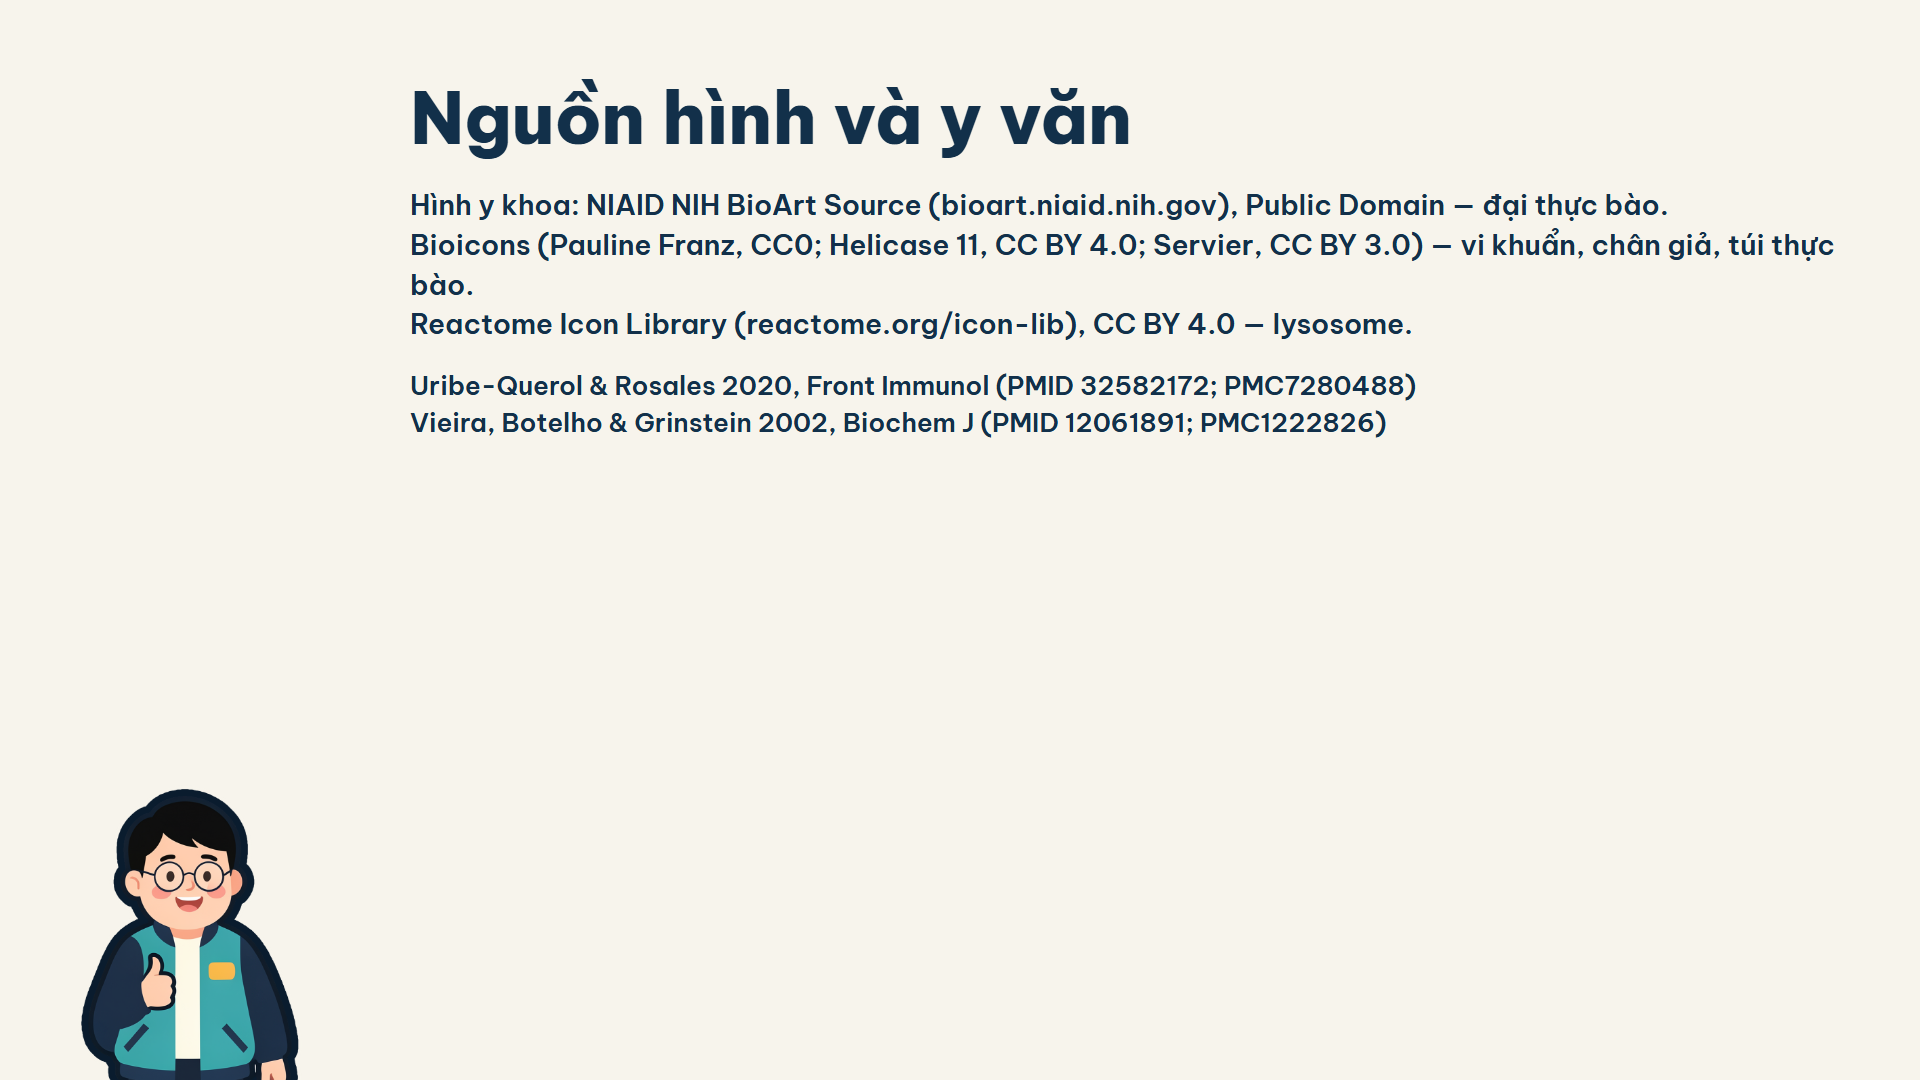 Nguồn hình và y văn
Hình y khoa: NIAID NIH BioArt Source (bioart.niaid.nih.gov), Public Domain — đại thực bào.
Bioicons (Pauline Franz, CC0; Helicase 11, CC BY 4.0; Servier, CC BY 3.0) — vi khuẩn, chân giả, túi thực
bào.
Reactome Icon Library (reactome.org/icon-lib), CC BY 4.0 — lysosome.
Uribe-Querol & Rosales 2020, Front Immunol (PMID 32582172; PMC7280488)
Vieira, Botelho & Grinstein 2002, Biochem J (PMID 12061891; PMC1222826)